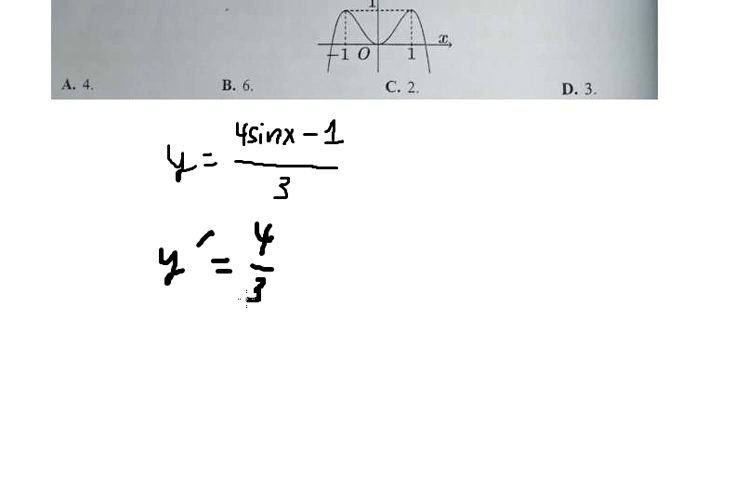 1
-1 O 1 x
A. 4. B. 6. C. 2. D. 3.
y = (4sinx - 1)/3
y' = 4/3